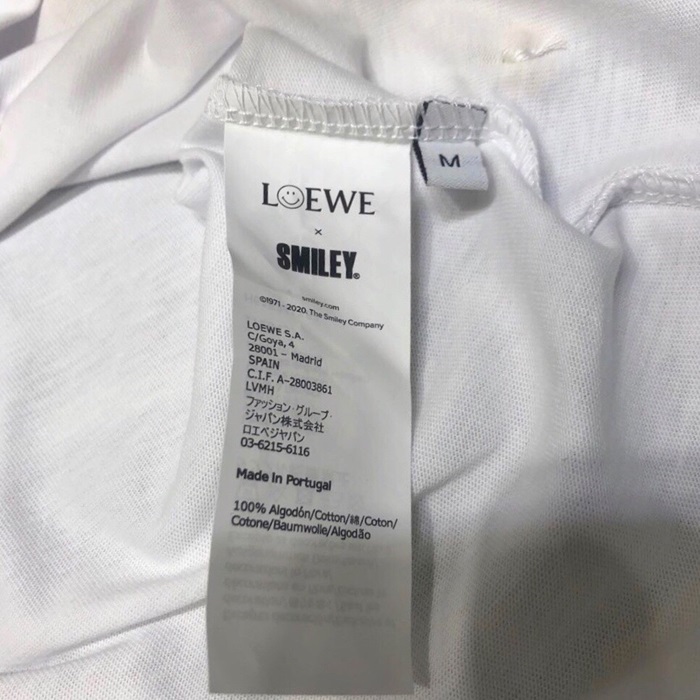 M
LOEWE
×
SMILEY®
smiley.com
©1971 - 2020, The Smiley Company
LOEWE S.A.
C/Goya, 4
28001 - Madrid
SPAIN
C.I.F. A-28003861
LVMH
ファッション・グループ・
ジャパン株式会社
ロエベジャパン
03-6215-6116
Made in Portugal
100% Algodón/Cotton/綿/Coton/
Cotone/Baumwolle/Algodão